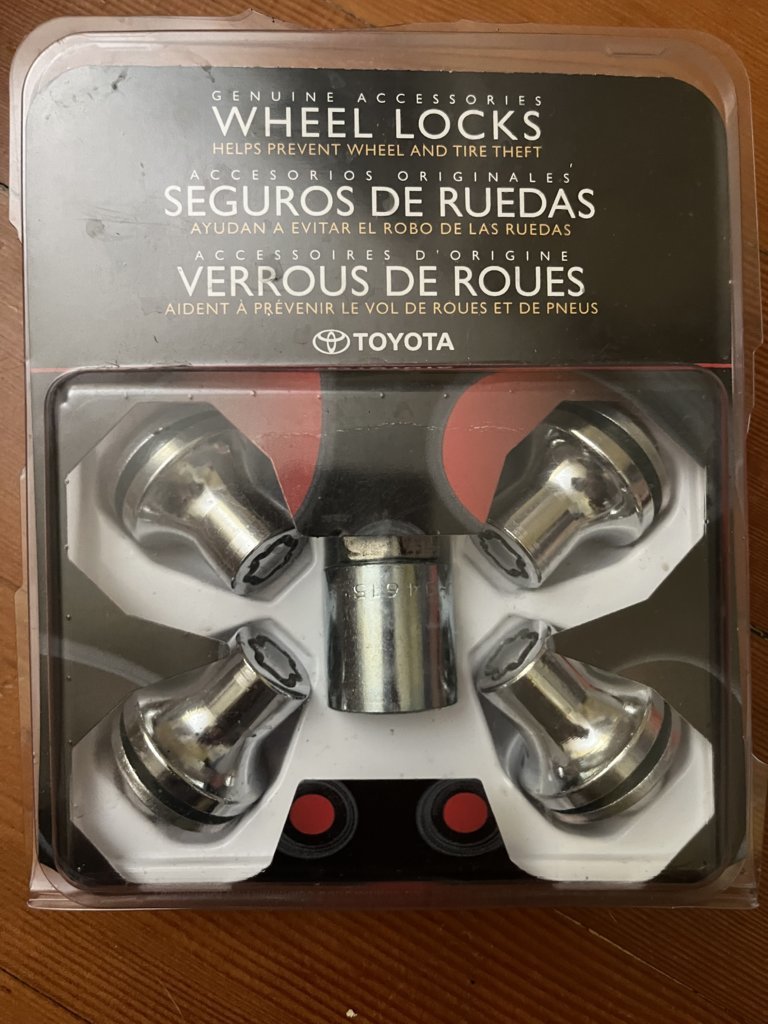 GENUINE ACCESSORIES
WHEEL LOCKS
HELPS PREVENT WHEEL AND TIRE THEFT
ACCESORIOS ORIGINALES
SEGUROS DE RUEDAS
AYUDAN A EVITAR EL ROBO DE LAS RUEDAS
ACCESSOIRES D'ORIGINE
VERROUS DE ROUES
AIDENT À PRÉVENIR LE VOL DE ROUES ET DE PNEUS
TOYOTA